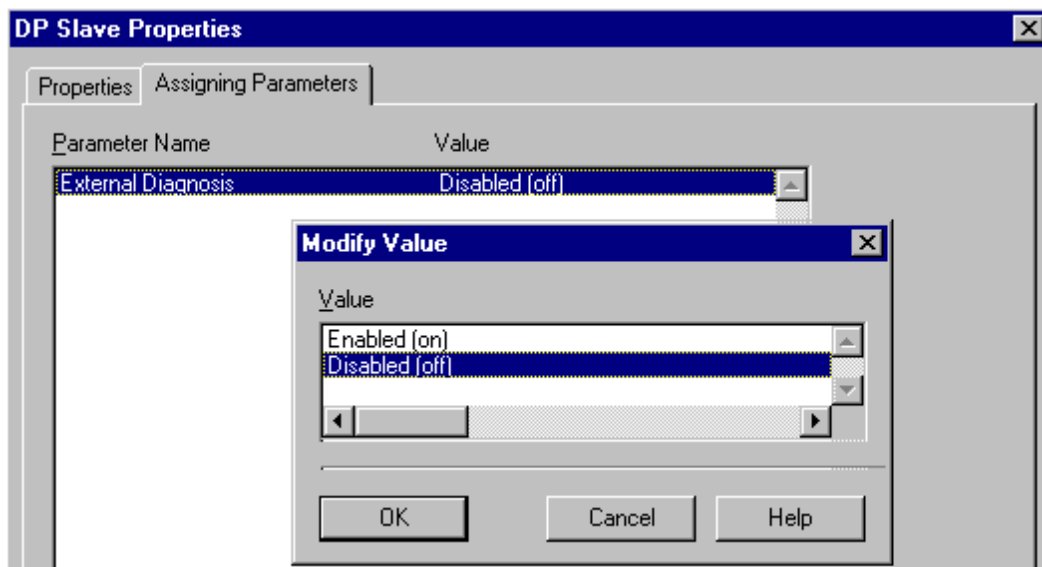 DP Slave Properties
Properties Assigning Parameters
Parameter Name Value
External Diagnosis Disabled (off)
Modify Value
Value
Enabled (on)
Disabled (off)
OK Cancel Help